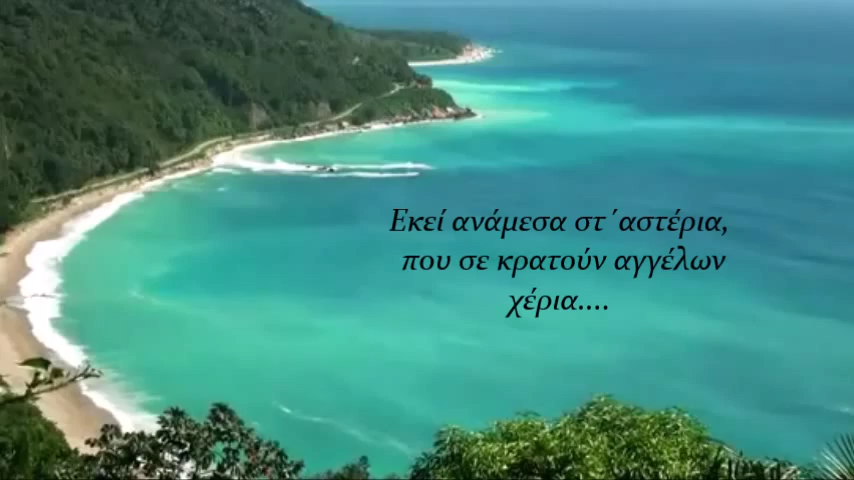 Εκεί ανάμεσα στ΄αστέρια,
που σε κρατούν αγγέλων
χέρια....